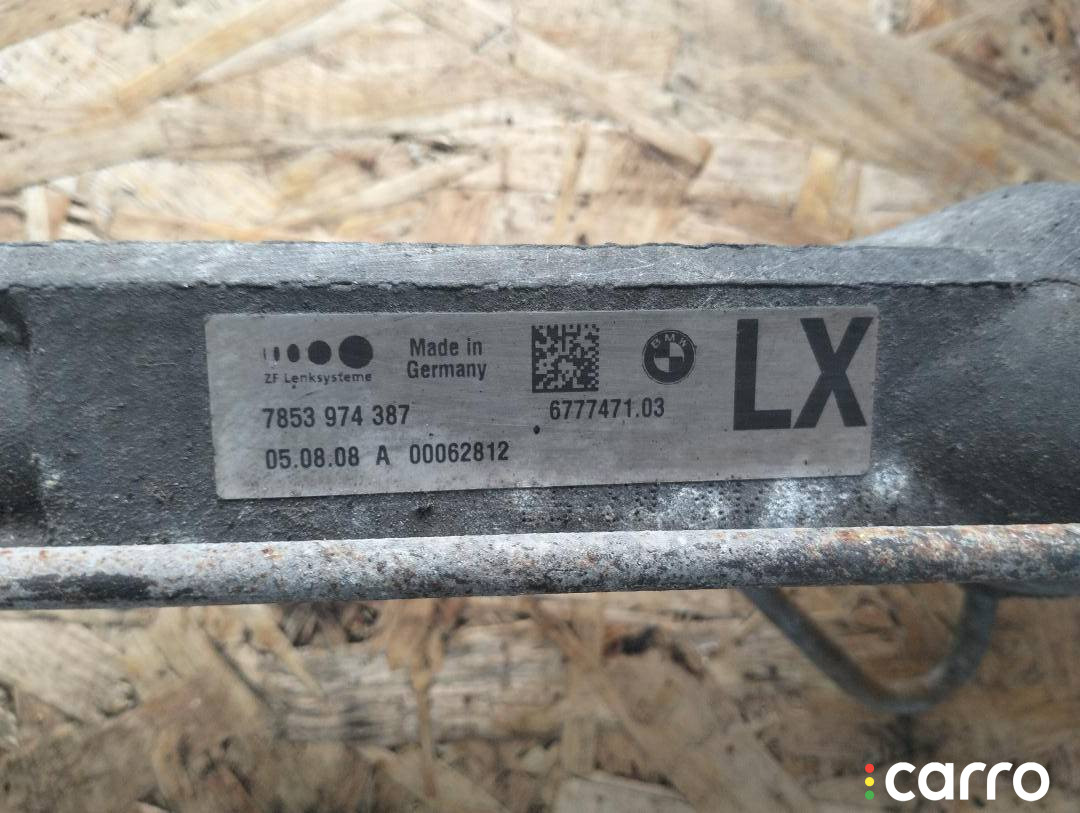 ZF Lenksysteme
Made in
Germany
BMW
LX
7853 974 387
6777471.03
05.08.08 A 00062812
carro